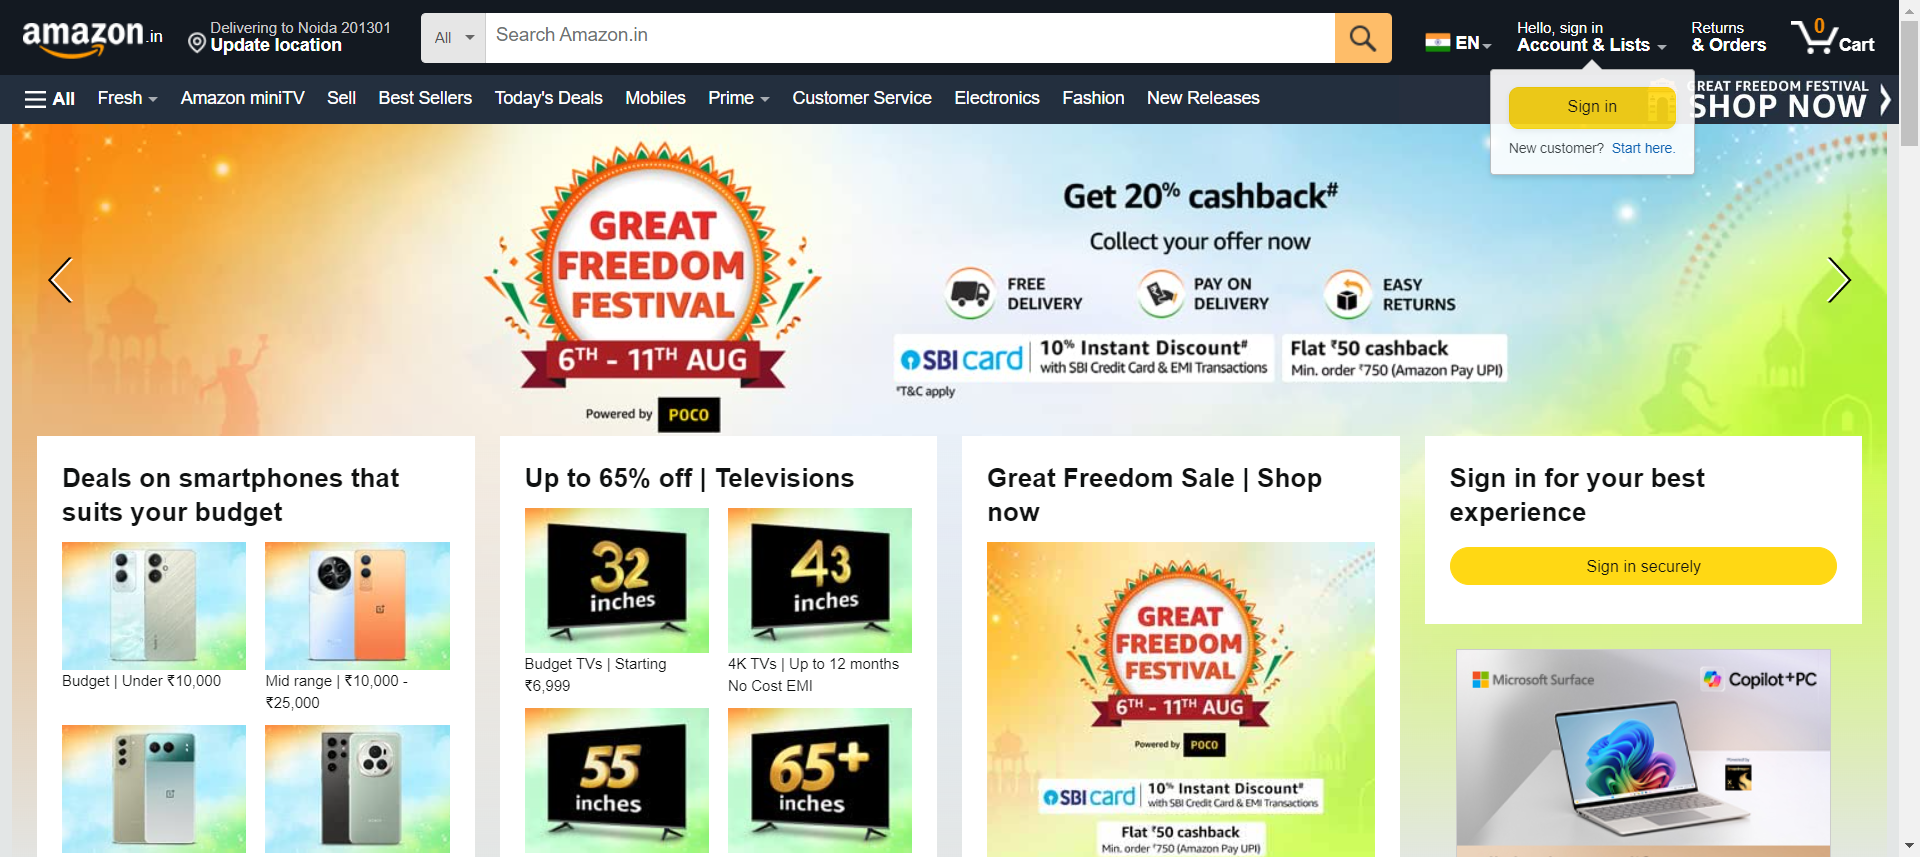 amazon.in
Delivering to Noida 201301
Update location
All
Search Amazon.in
EN
Hello, sign in
Account & Lists
Returns
& Orders
0
Cart
All
Fresh
Amazon miniTV
Sell
Best Sellers
Today's Deals
Mobiles
Prime
Customer Service
Electronics
Fashion
New Releases
GREAT FREEDOM FESTIVAL
SHOP NOW
Sign in
New customer? Start here.
GREAT
FREEDOM
FESTIVAL
6TH - 11TH AUG
Powered by POCO
Get 20% cashback#
Collect your offer now
FREE
DELIVERY
PAY ON
DELIVERY
EASY
RETURNS
SBI card
10% Instant Discount#
with SBI Credit Card & EMI Transactions
Flat ₹50 cashback
Min. order ₹750 (Amazon Pay UPI)
#T&C apply
Deals on smartphones that
suits your budget
Budget | Under ₹10,000
Mid range | ₹10,000 -
₹25,000
Up to 65% off | Televisions
32
inches
43
inches
Budget TVs | Starting
₹6,999
4K TVs | Up to 12 months
No Cost EMI
55
inches
65+
inches
Great Freedom Sale | Shop
now
GREAT
FREEDOM
FESTIVAL
6TH - 11TH AUG
Powered by POCO
SBI card
10% Instant Discount#
with SBI Credit Card & EMI Transactions
Flat ₹50 cashback
Min. order ₹750 (Amazon Pay UPI)
Sign in for your best
experience
Sign in securely
Microsoft Surface
Copilot+PC
Powered by